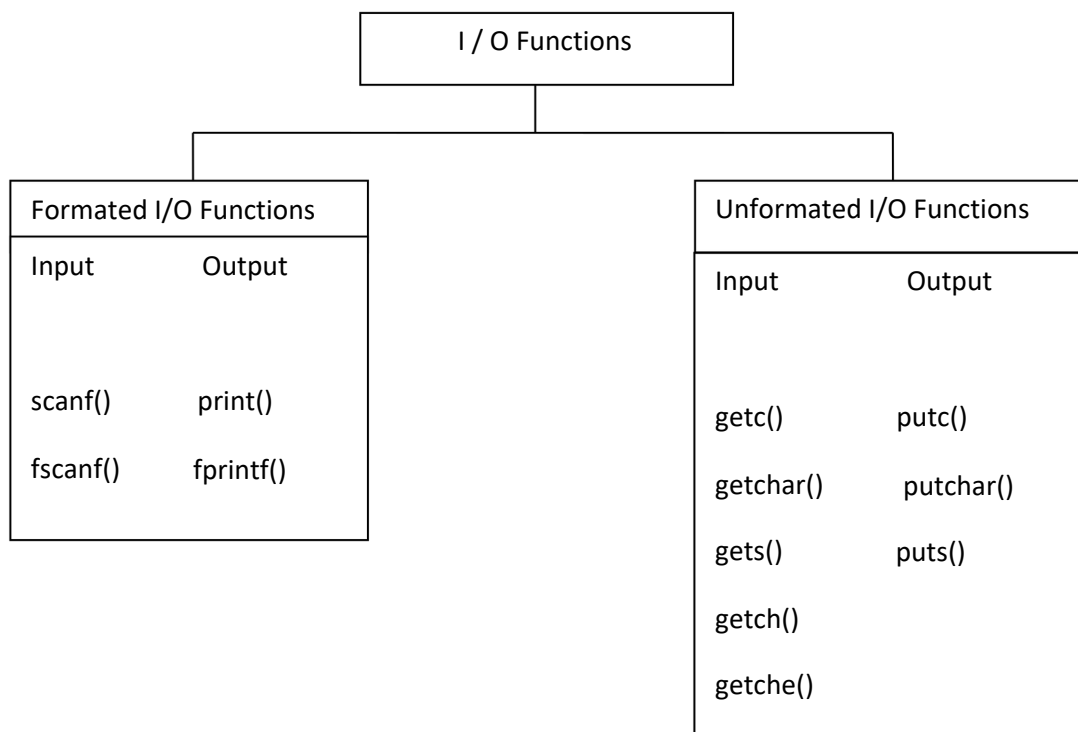 I / O Functions
Formated I/O Functions
Input Output
scanf() print()
fscanf() fprintf()
Unformated I/O Functions
Input Output
getc() putc()
getchar() putchar()
gets() puts()
getch()
getche()